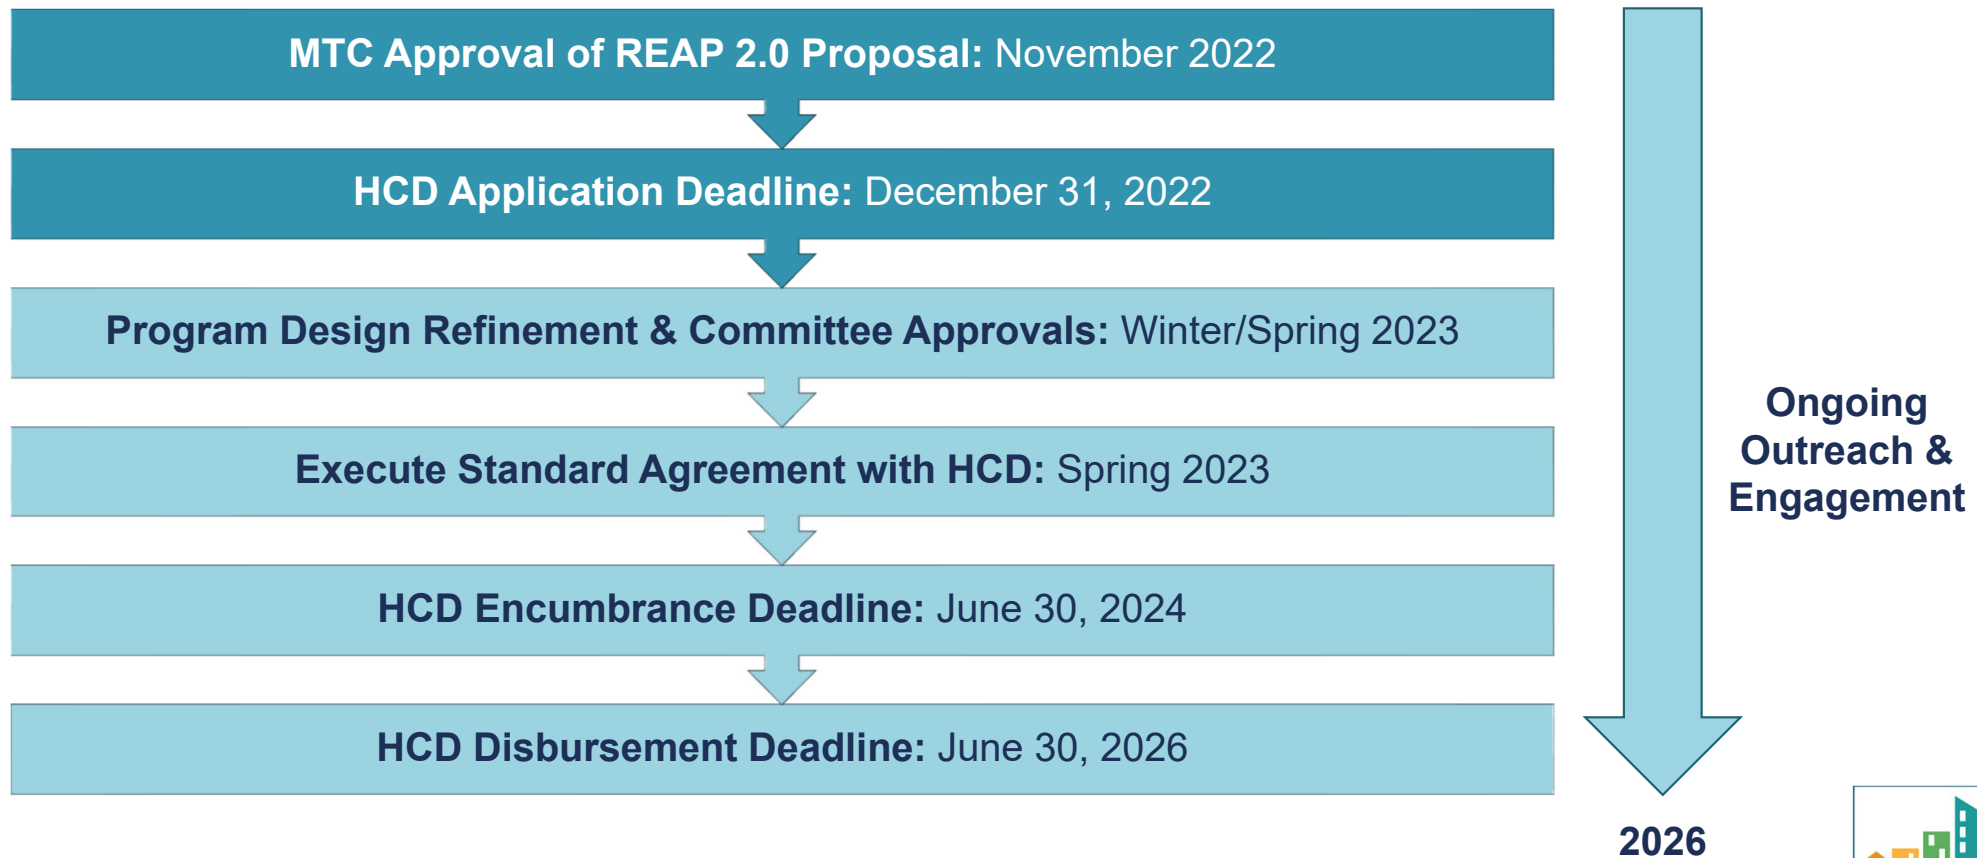 MTC Approval of REAP 2.0 Proposal: November 2022
HCD Application Deadline: December 31, 2022
Program Design Refinement & Committee Approvals: Winter/Spring 2023
Execute Standard Agreement with HCD: Spring 2023
HCD Encumbrance Deadline: June 30, 2024
HCD Disbursement Deadline: June 30, 2026
Ongoing
Outreach &
Engagement
2026